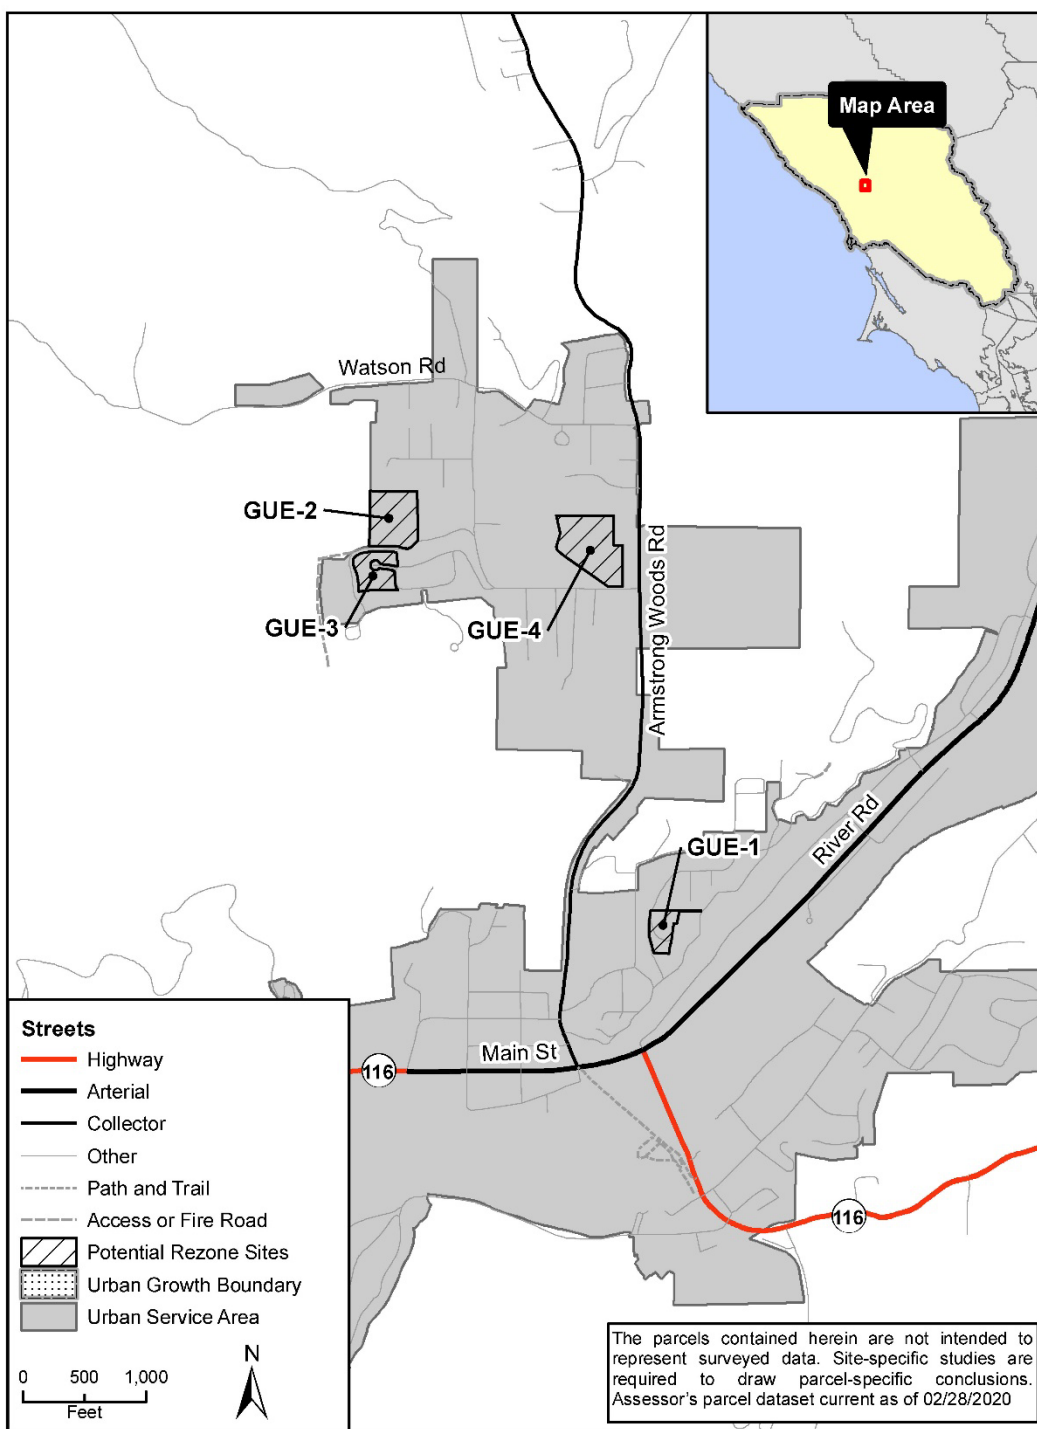 Map Area
Watson Rd
GUE-2
GUE-3
GUE-4
Armstrong Woods Rd
GUE-1
River Rd
Main St
116
116
Streets
Highway
Arterial
Collector
Other
Path and Trail
Access or Fire Road
Potential Rezone Sites
Urban Growth Boundary
Urban Service Area
0 500 1,000
Feet
N
The parcels contained herein are not intended to
represent surveyed data. Site-specific studies are
required to draw parcel-specific conclusions.
Assessor's parcel dataset current as of 02/28/2020